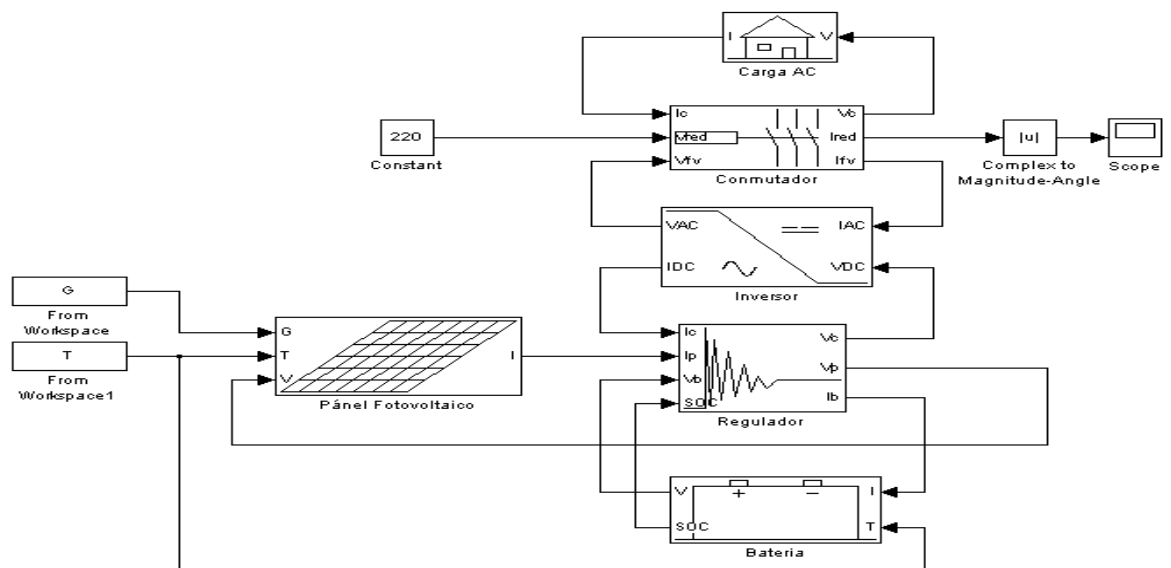 I V
Carga AC
Ic Vc
220 Vred Ired |u|
Constant Vfv Ifv Complex to Magnitude-Angle Scope
Conmutador
VAC IAC
IDC VDC
Inversor
G
From
Workspace
T
From
Workspace1
G
T I
V
Pánel Fotovoltaico
Ic Vc
Ip Vp
Vb Ib
SOC
Regulador
V + − I
SOC T
Bateria